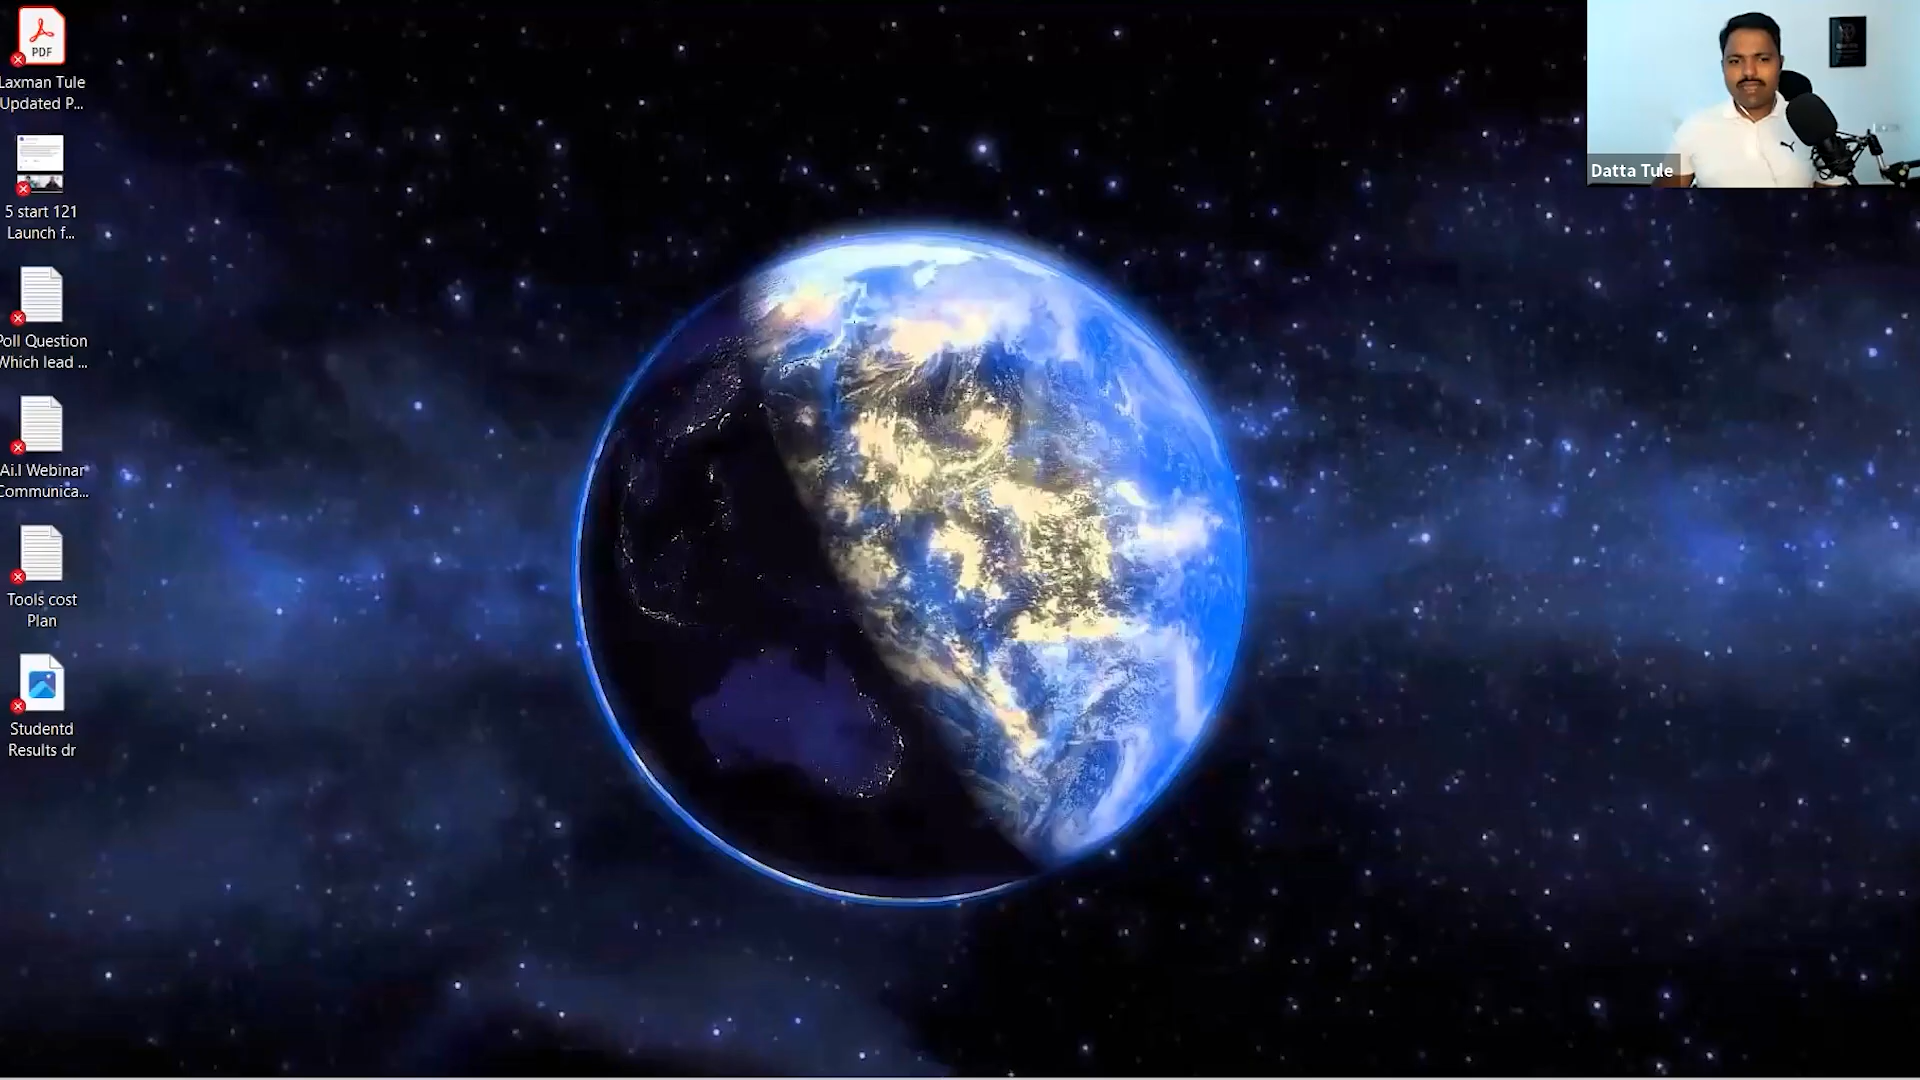 PDF
Laxman Tule
Updated P...
5 start 121
Launch f...
Poll Question
Which lead ...
Ai.I Webinar
Communica...
Tools cost
Plan
Studentd
Results dr
Datta Tule